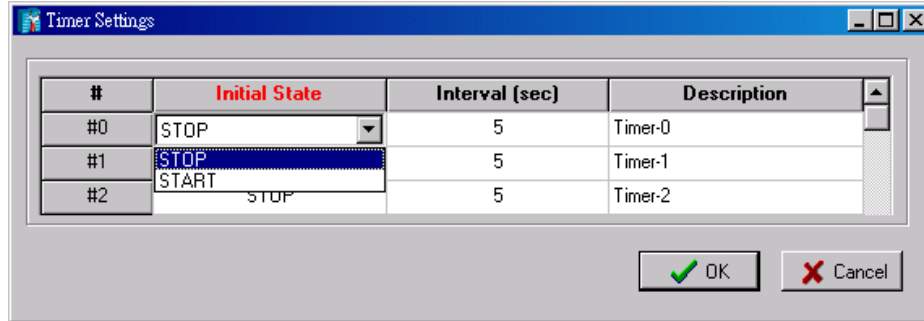 Timer Settings
# Initial State Interval (sec) Description
#0 STOP 5 Timer-0
STOP
#1 5 Timer-1
START
#2 STOP 5 Timer-2
OK Cancel